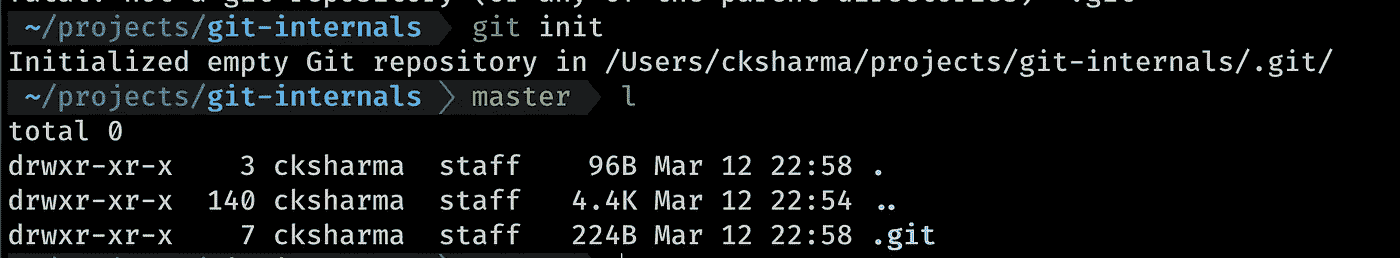 ~/projects/git-internals git init
Initialized empty Git repository in /Users/cksharma/projects/git-internals/.git/
~/projects/git-internals master l
total 0
drwxr-xr-x 3 cksharma staff 96B Mar 12 22:58 .
drwxr-xr-x 140 cksharma staff 4.4K Mar 12 22:54 ..
drwxr-xr-x 7 cksharma staff 224B Mar 12 22:58 .git